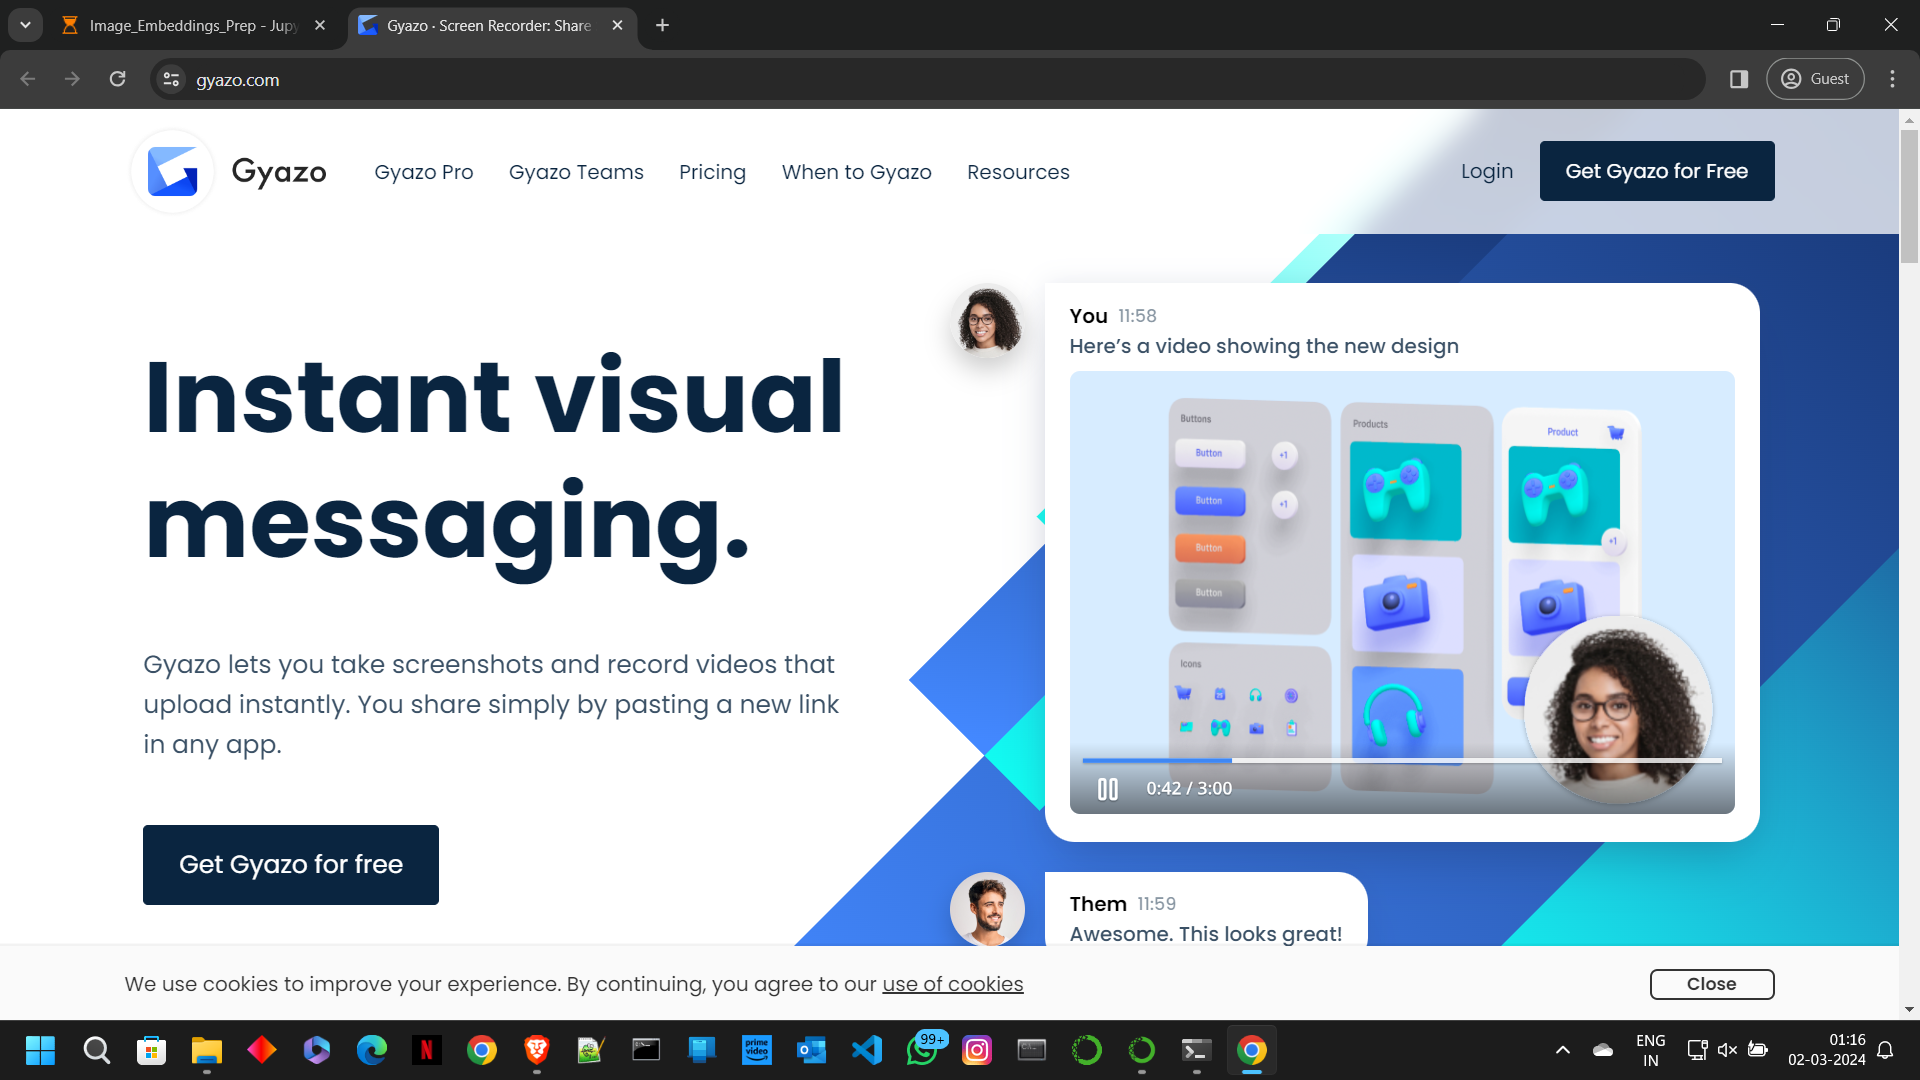 Image_Embeddings_Prep - Jupy
Gyazo · Screen Recorder: Share
gyazo.com
Guest
Gyazo
Gyazo Pro
Gyazo Teams
Pricing
When to Gyazo
Resources
Login
Get Gyazo for Free
Instant visual
messaging.
Gyazo lets you take screenshots and record videos that
upload instantly. You share simply by pasting a new link
in any app.
Get Gyazo for free
You 11:58
Here’s a video showing the new design
Buttons
Button
+1
Button
+1
Button
Button
Icons
Products
Product
+1
0:42 / 3:00
Them 11:59
Awesome. This looks great!
We use cookies to improve your experience. By continuing, you agree to our use of cookies
Close
prime video
99+
ENG
IN
01:16
02-03-2024